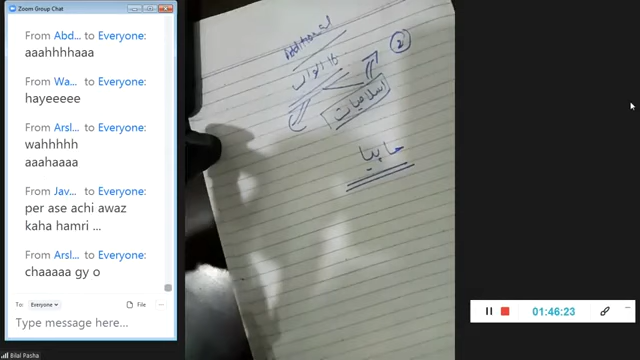 Zoom Group Chat
From Abd... to Everyone:
aaahhhhaaa
From Wa... to Everyone:
hayeeeee
From Arsl... to Everyone:
wahhhhh
aaahaaaa
From Jav... to Everyone:
per ase achi awaz
kaha hamri ...
From Arsl... to Everyone:
chaaaaa gy o
To: Everyone
File
Type message here...
Bilal Pasha
Additional
2
اسلامیات
01:46:23